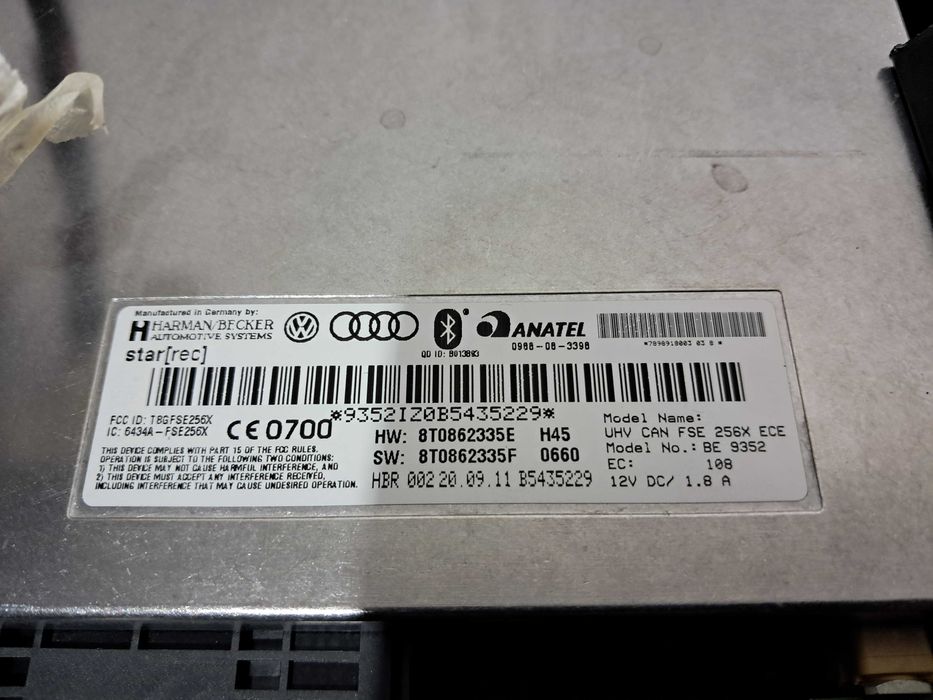 Manufactured in Germany by:
HARMAN/BECKER
AUTOMOTIVE SYSTEMS
star[rec]
QD ID: B013893
ANATEL
0988-08-3398
*7898918003 03 8 *
*9352IZ0B5435229*
FCC ID: T8GFSE256X
IC: 6434A-FSE256X
CE 0700
THIS DEVICE COMPLIES WITH PART 15 OF THE FCC RULES.
OPERATION IS SUBJECT TO THE FOLLOWING TWO CONDITIONS:
1) THIS DEVICE MAY NOT CAUSE HARMFUL INTERFERENCE, AND
2) THIS DEVICE MUST ACCEPT ANY INTERFERENCE RECEIVED,
INCLUDING INTERFERENCE THAT MAY CAUSE UNDESIRED OPERATION.
HW: 8T0862335E H45
SW: 8T0862335F 0660
HBR 002 20.09.11 B5435229
Model Name:
UHV CAN FSE 256X ECE
Model No.: BE 9352
EC: 108
12V DC/ 1.8 A